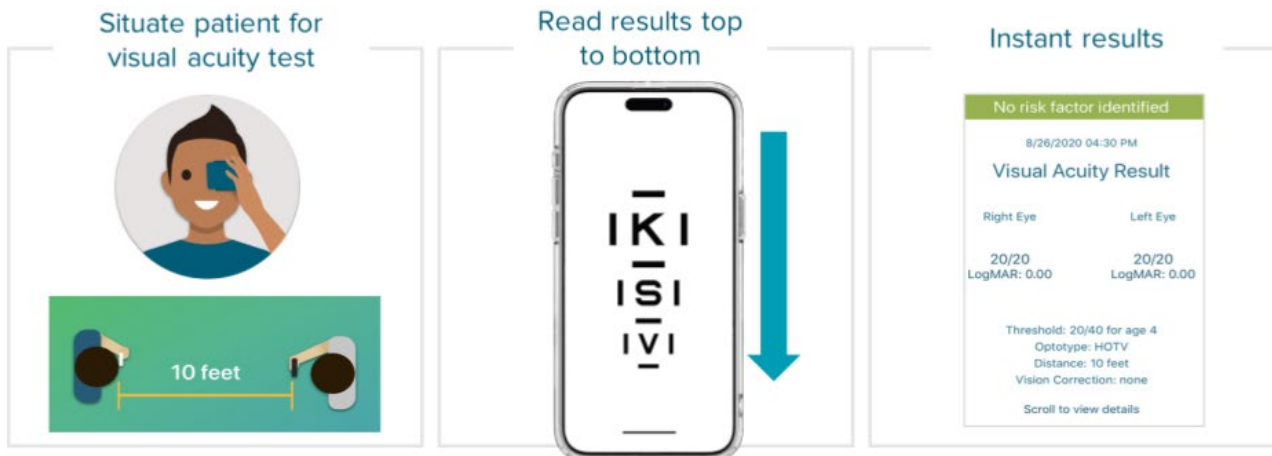 Situate patient for
visual acuity test
10 feet
Read results top
to bottom
K
S
V
Instant results
No risk factor identified
8/26/2020 04:30 PM
Visual Acuity Result
Right Eye Left Eye
20/20 20/20
LogMAR: 0.00 LogMAR: 0.00
Threshold: 20/40 for age 4
Optotype: HOTV
Distance: 10 feet
Vision Correction: none
Scroll to view details